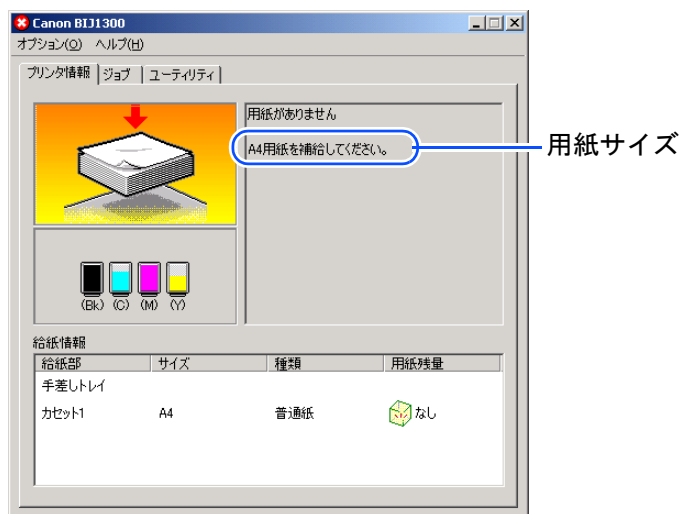 Canon BIJ1300
オプション(O) ヘルプ(H)
プリンタ情報 ジョブ ユーティリティ
用紙がありません
A4用紙を補給してください。
用紙サイズ
(Bk) (C) (M) (Y)
給紙情報
給紙部 サイズ 種類 用紙残量
手差しトレイ
カセット1 A4 普通紙 なし